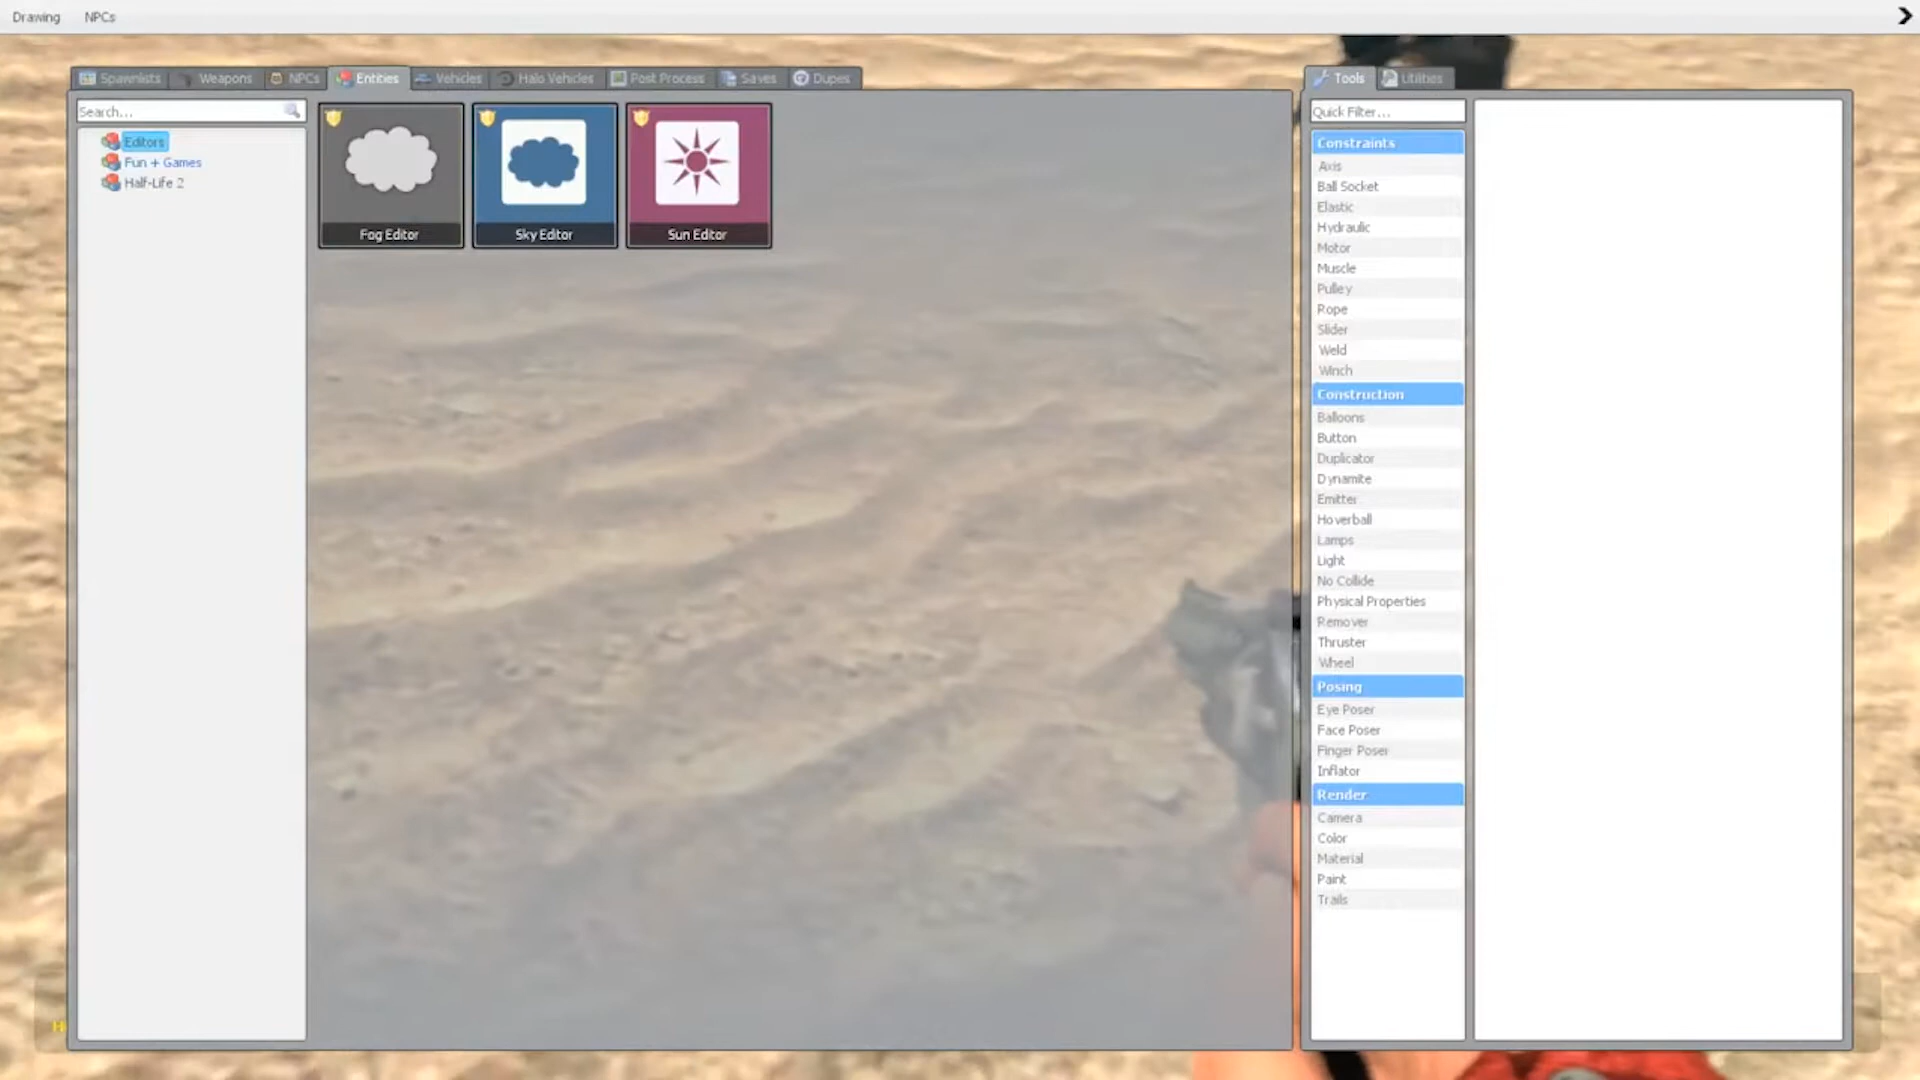 Drawing NPCs
Spawnlists Weapons NPCs Entities Vehicles Halo Vehicles Post Process Saves Dupes
Search...
Editors
Fun + Games
Half-Life 2
Fog Editor
Sky Editor
Sun Editor
Tools Utilities
Quick Filter...
Constraints
Axis
Ball Socket
Elastic
Hydraulic
Motor
Muscle
Pulley
Rope
Slider
Weld
Winch
Construction
Balloons
Button
Duplicator
Dynamite
Emitter
Hoverball
Lamps
Light
No Collide
Physical Properties
Remover
Thruster
Wheel
Posing
Eye Poser
Face Poser
Finger Poser
Inflator
Render
Camera
Color
Material
Paint
Trails